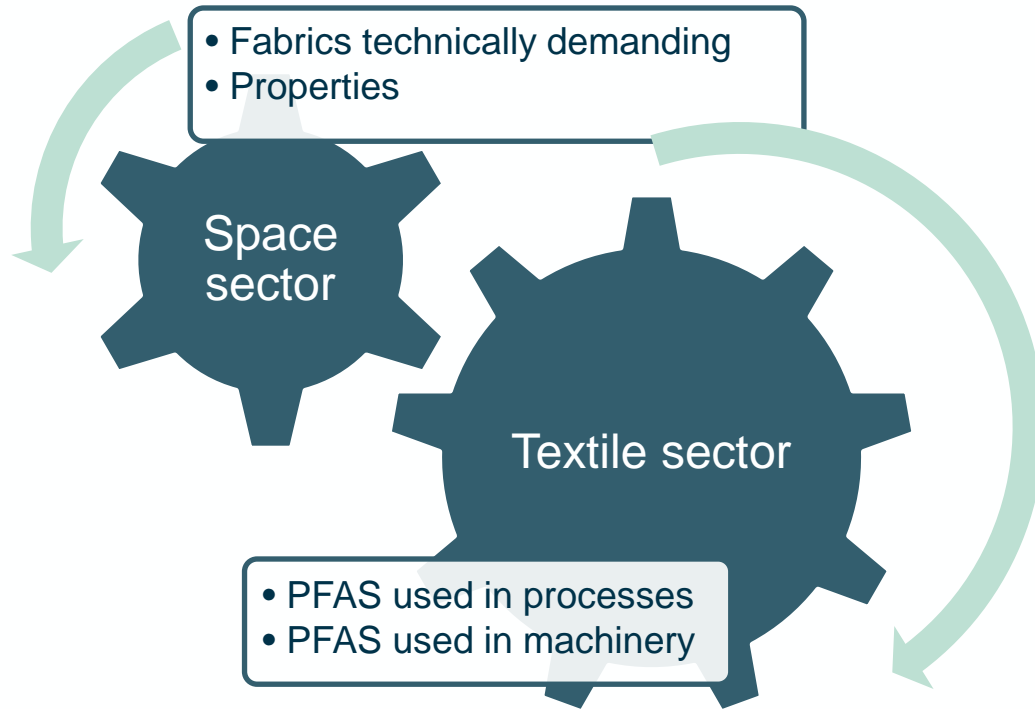 • Fabrics technically demanding
• Properties
Space
sector
Textile sector
• PFAS used in processes
• PFAS used in machinery